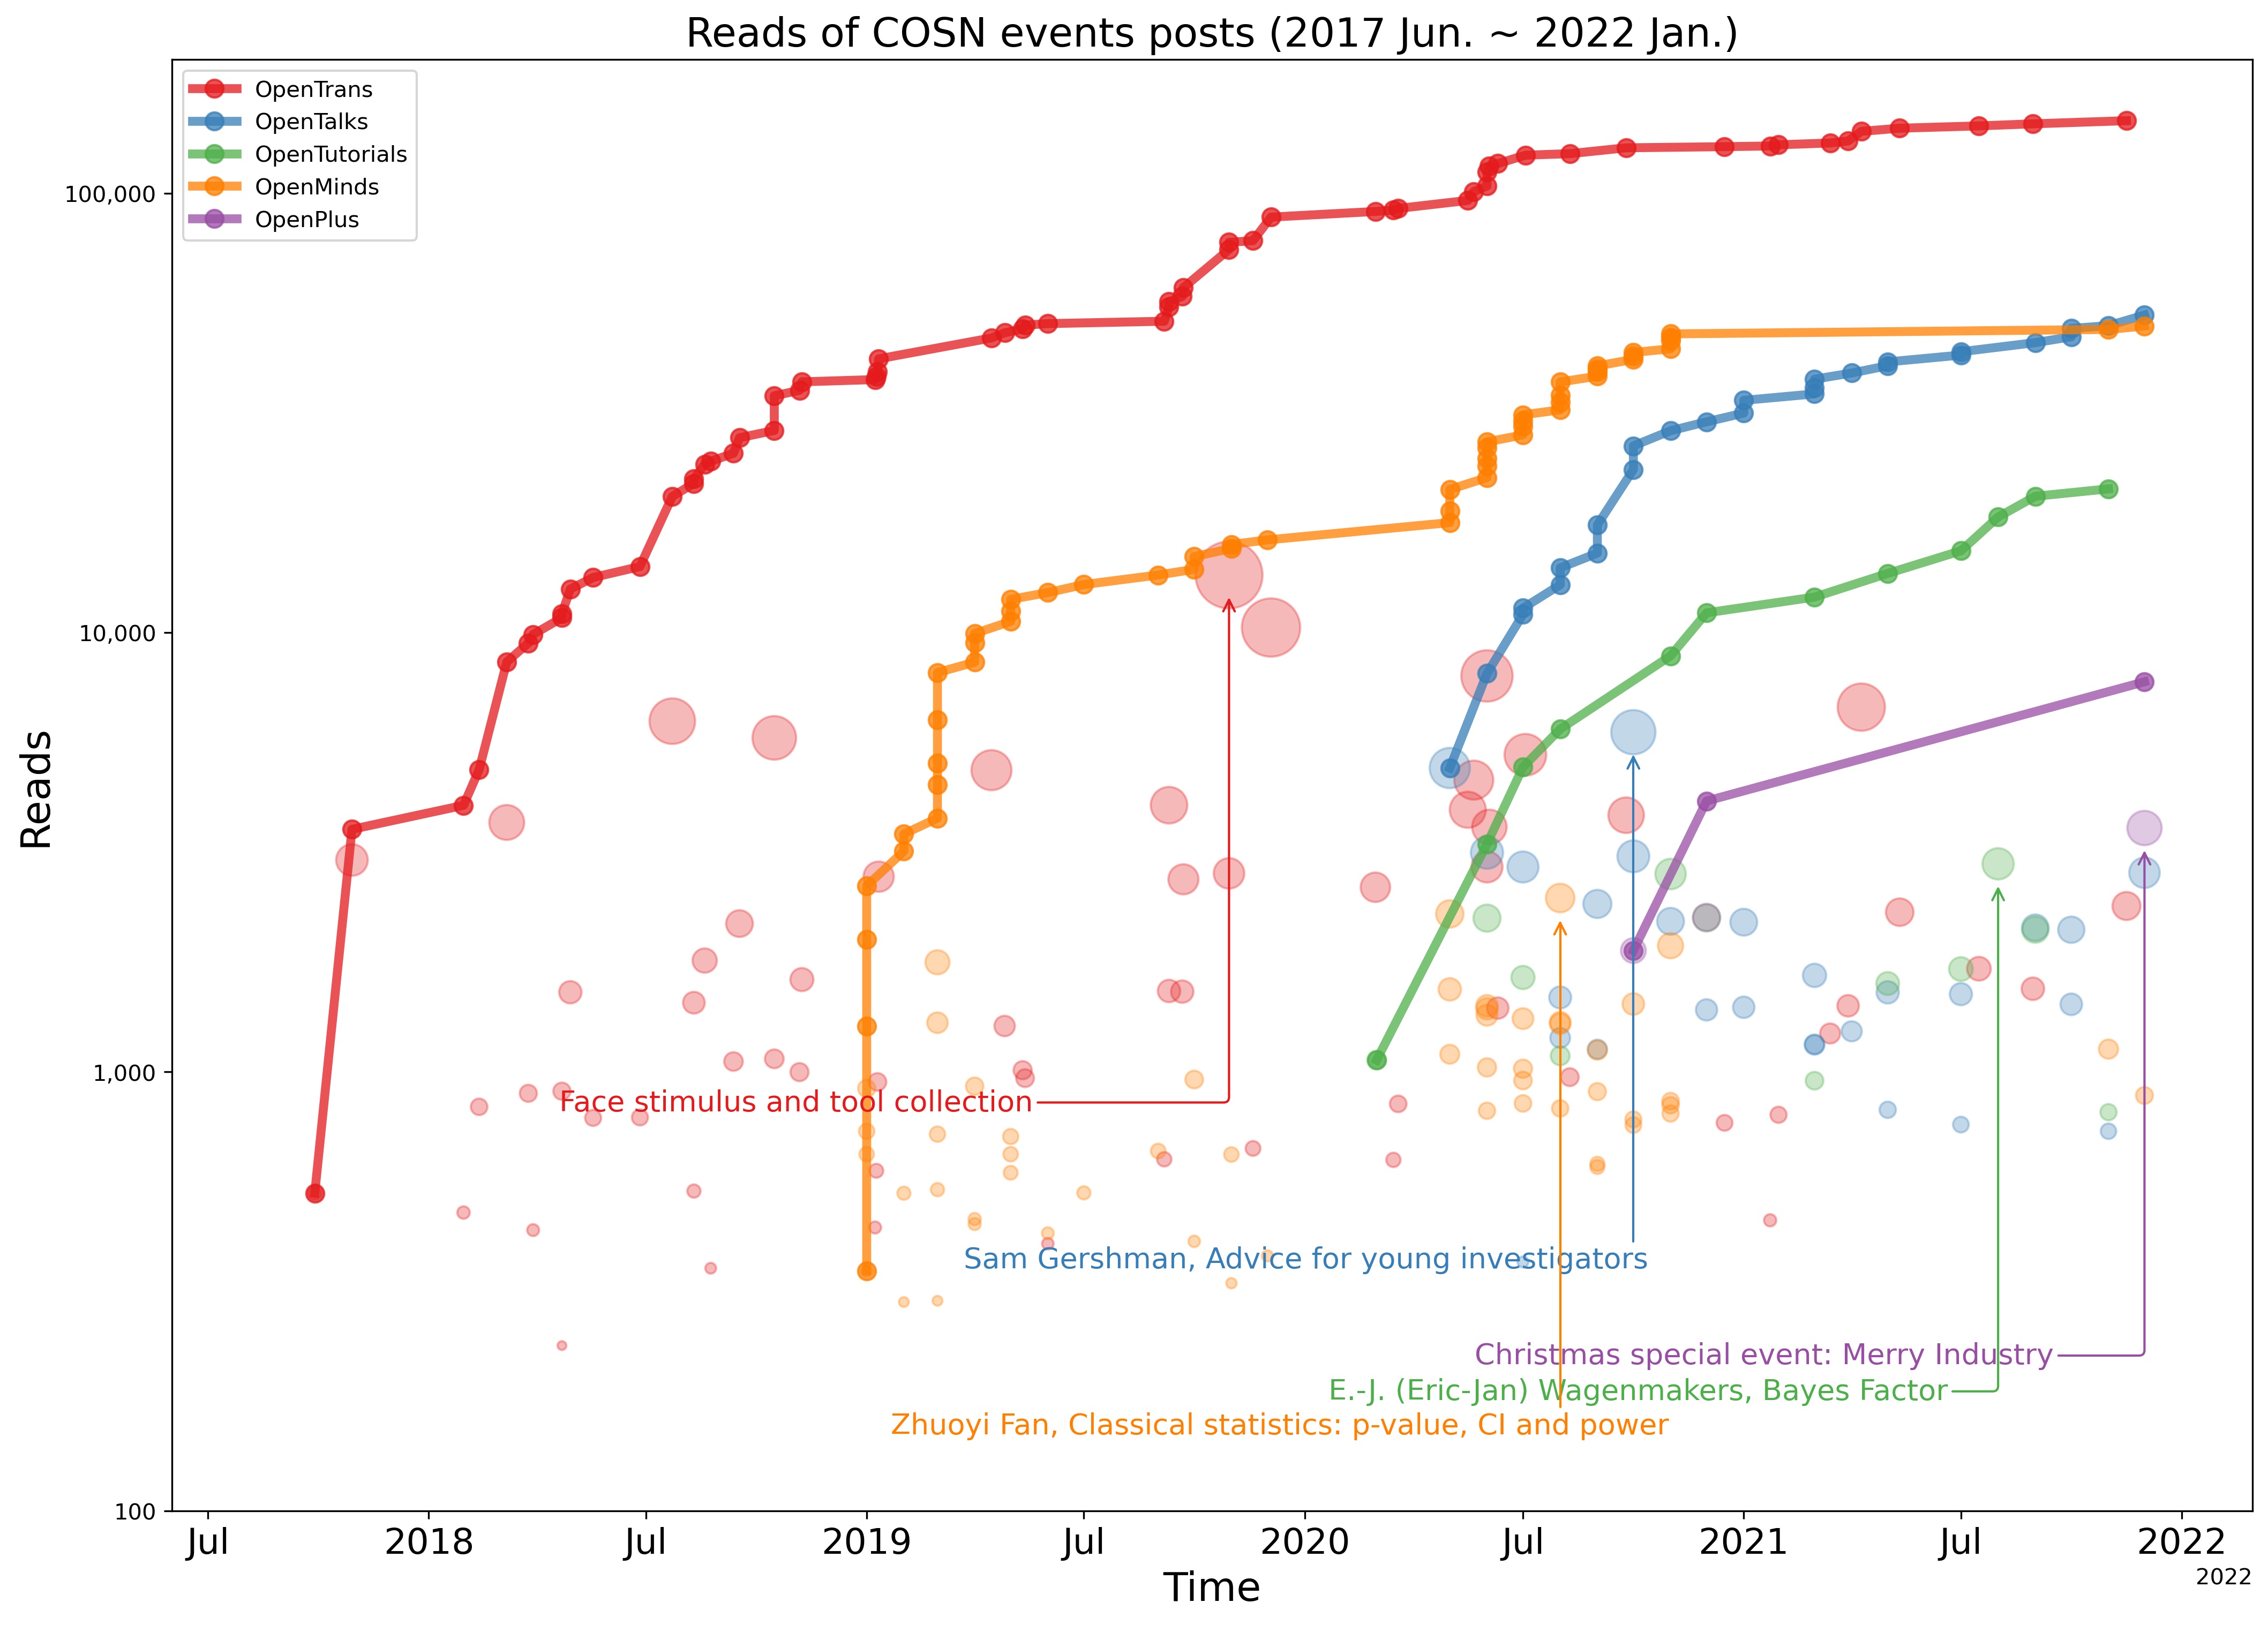 Reads of COSN events posts (2017 Jun. ~ 2022 Jan.)
OpenTrans
OpenTalks
OpenTutorials
OpenMinds
OpenPlus
100,000
10,000
1,000
100
Reads
Face stimulus and tool collection
Sam Gershman, Advice for young investigators
Christmas special event: Merry Industry
E.-J. (Eric-Jan) Wagenmakers, Bayes Factor
Zhuoyi Fan, Classical statistics: p-value, CI and power
Jul 2018 Jul 2019 Jul 2020 Jul 2021 Jul 2022
2022
Time